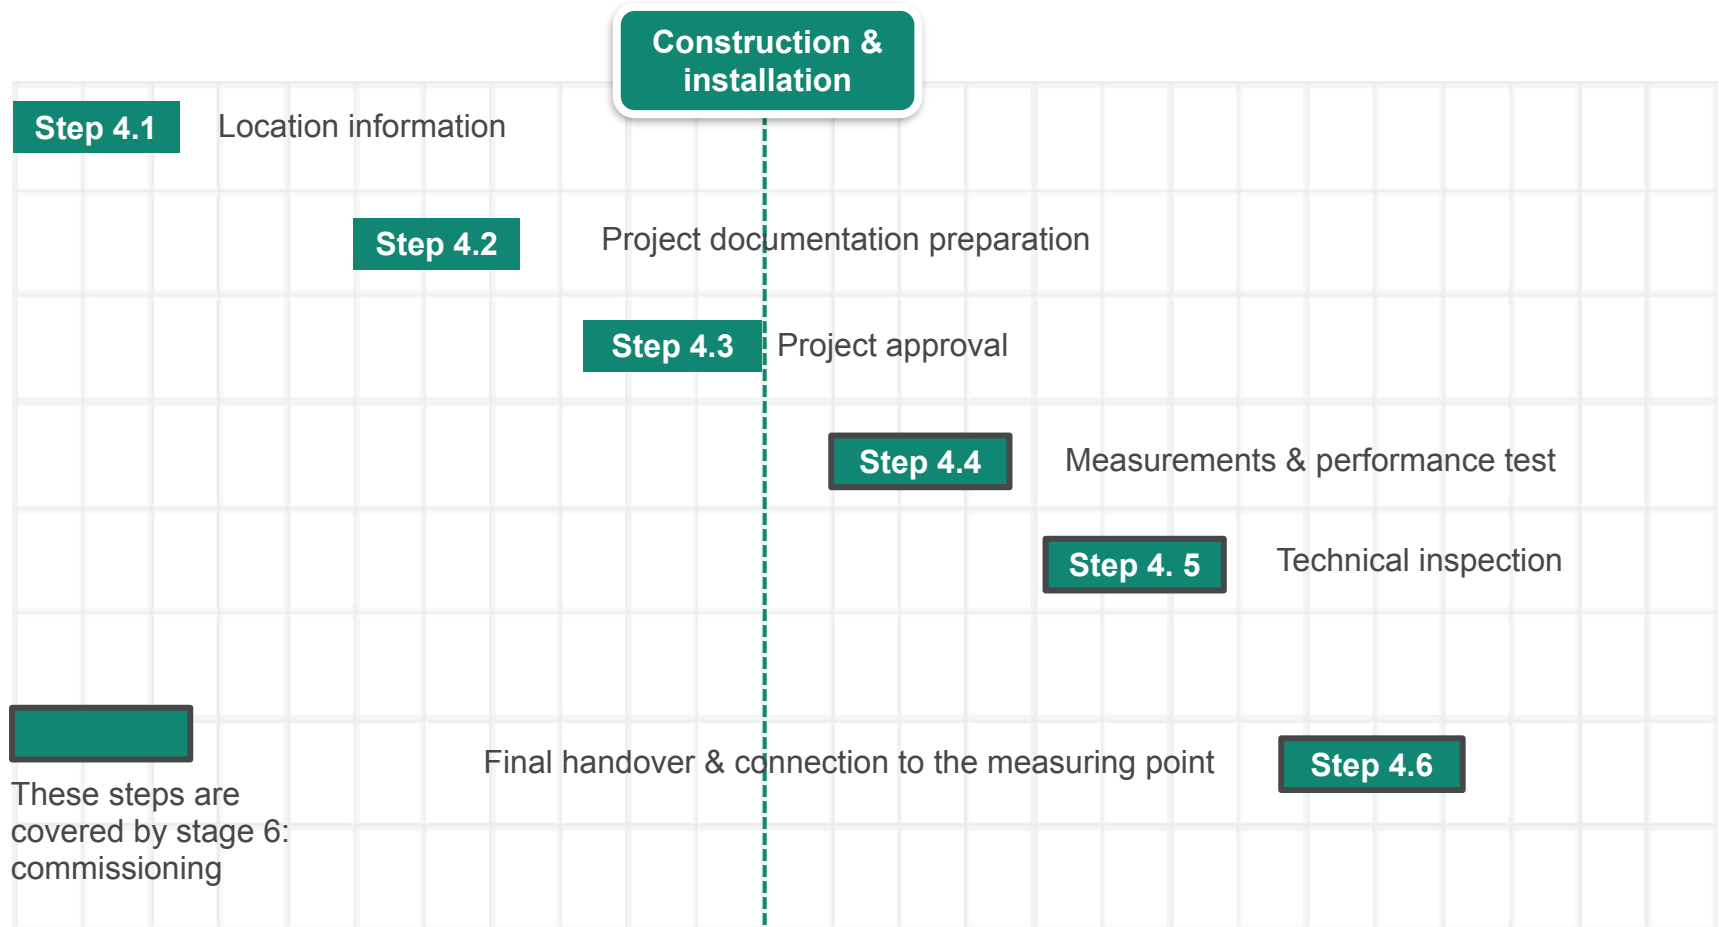 Construction &
installation
Step 4.1
Location information
Step 4.2
Project documentation preparation
Step 4.3
Project approval
Step 4.4
Measurements & performance test
Step 4. 5
Technical inspection
Final handover & connection to the measuring point
Step 4.6
These steps are
covered by stage 6:
commissioning